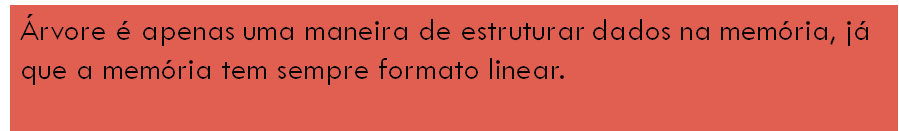 Árvore é apenas uma maneira de estruturar dados na memória, já
que a memória tem sempre formato linear.